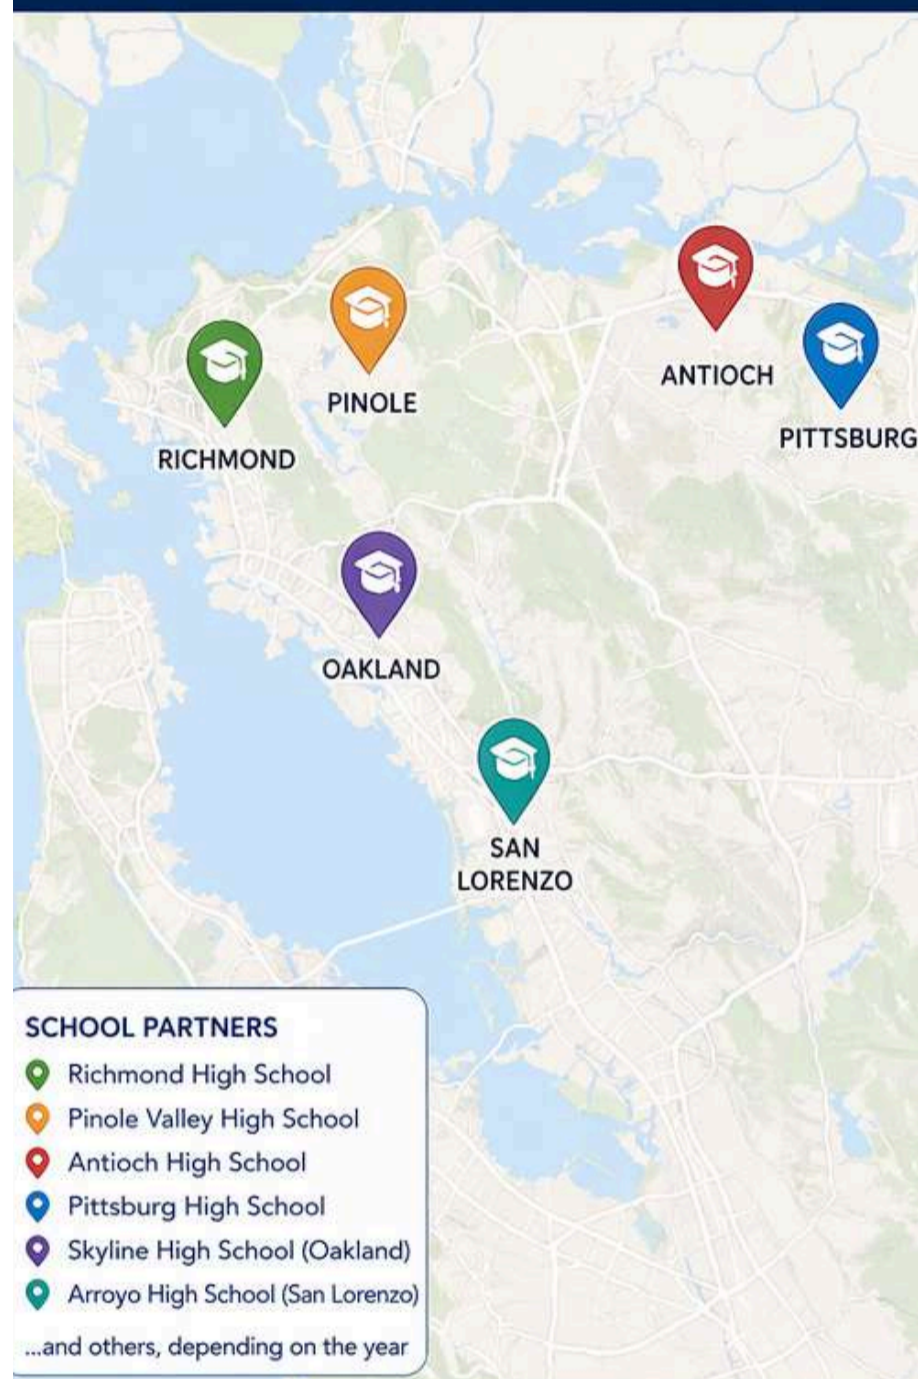 ANTIOCH
PINOLE
PITTSBURG
RICHMOND
OAKLAND
SAN
LORENZO
SCHOOL PARTNERS
Richmond High School
Pinole Valley High School
Antioch High School
Pittsburg High School
Skyline High School (Oakland)
Arroyo High School (San Lorenzo)
...and others, depending on the year